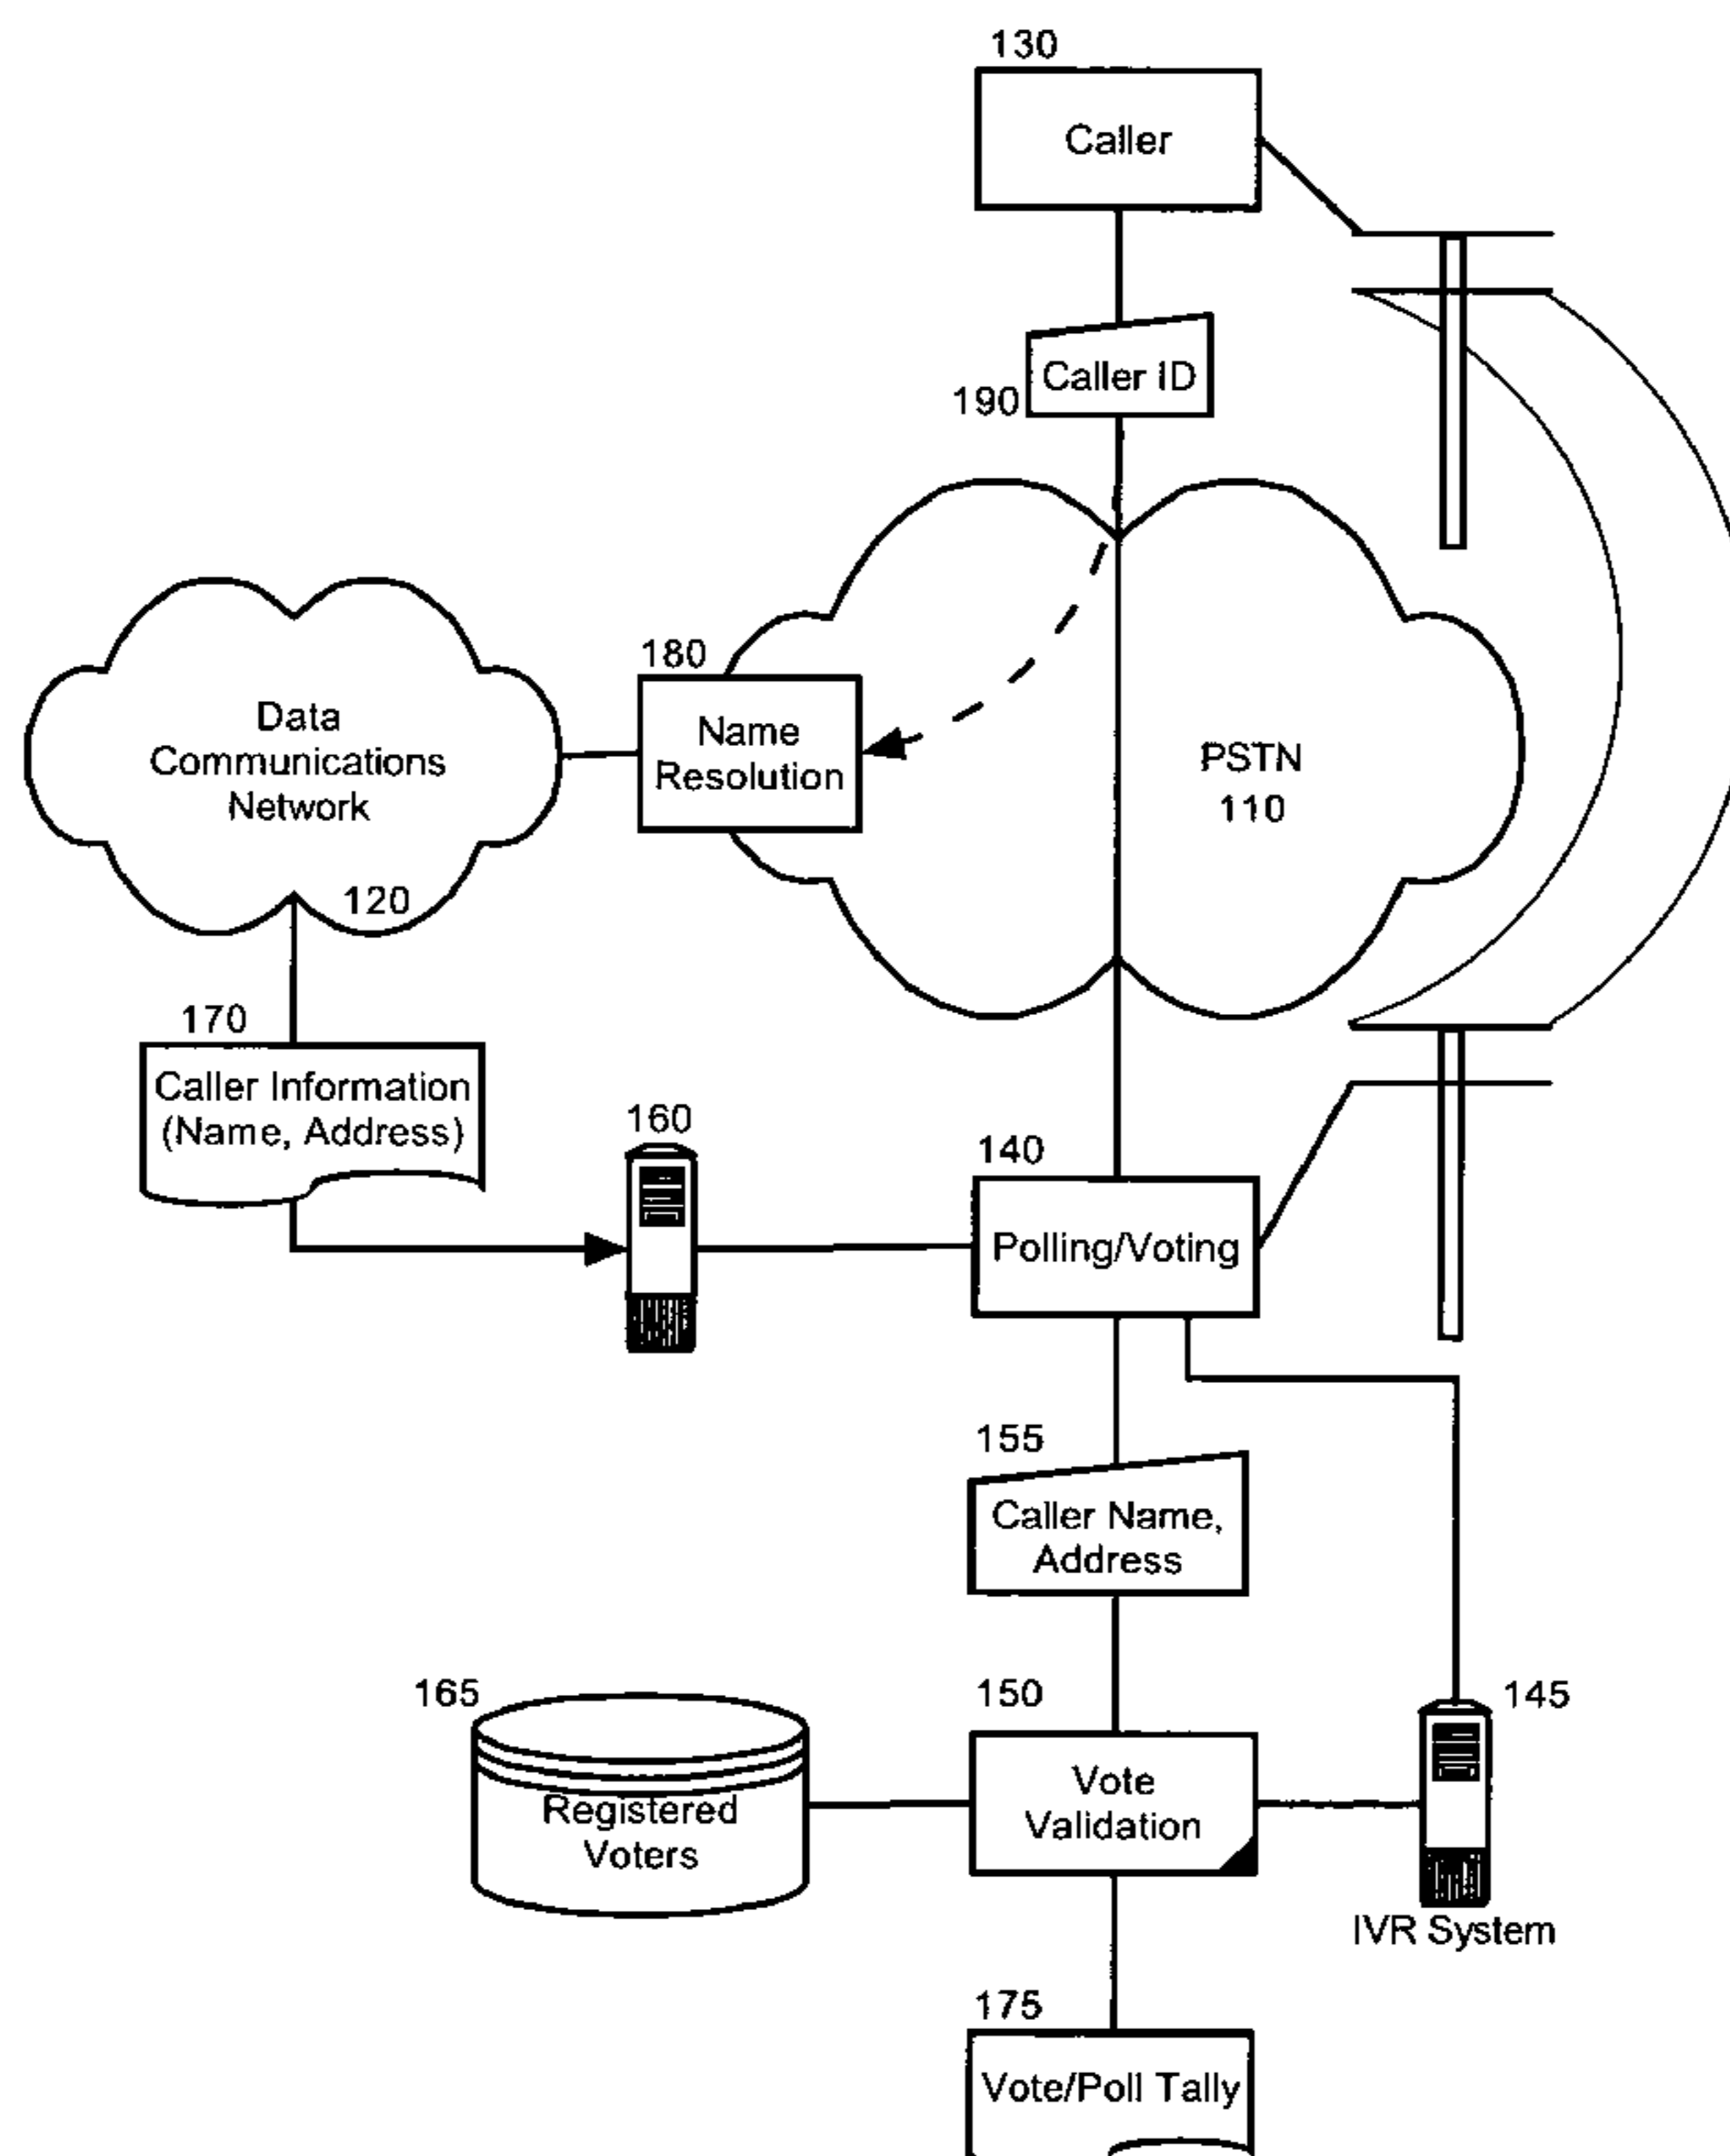 130
Caller
Caller ID
190
180
Name
Resolution
Data
Communications
Network
120
PSTN
110
170
Caller Information
(Name, Address)
160
140
Polling/Voting
155
Caller Name,
Address
165
Registered
Voters
150
Vote
Validation
145
IVR System
175
Vote/Poll Tally